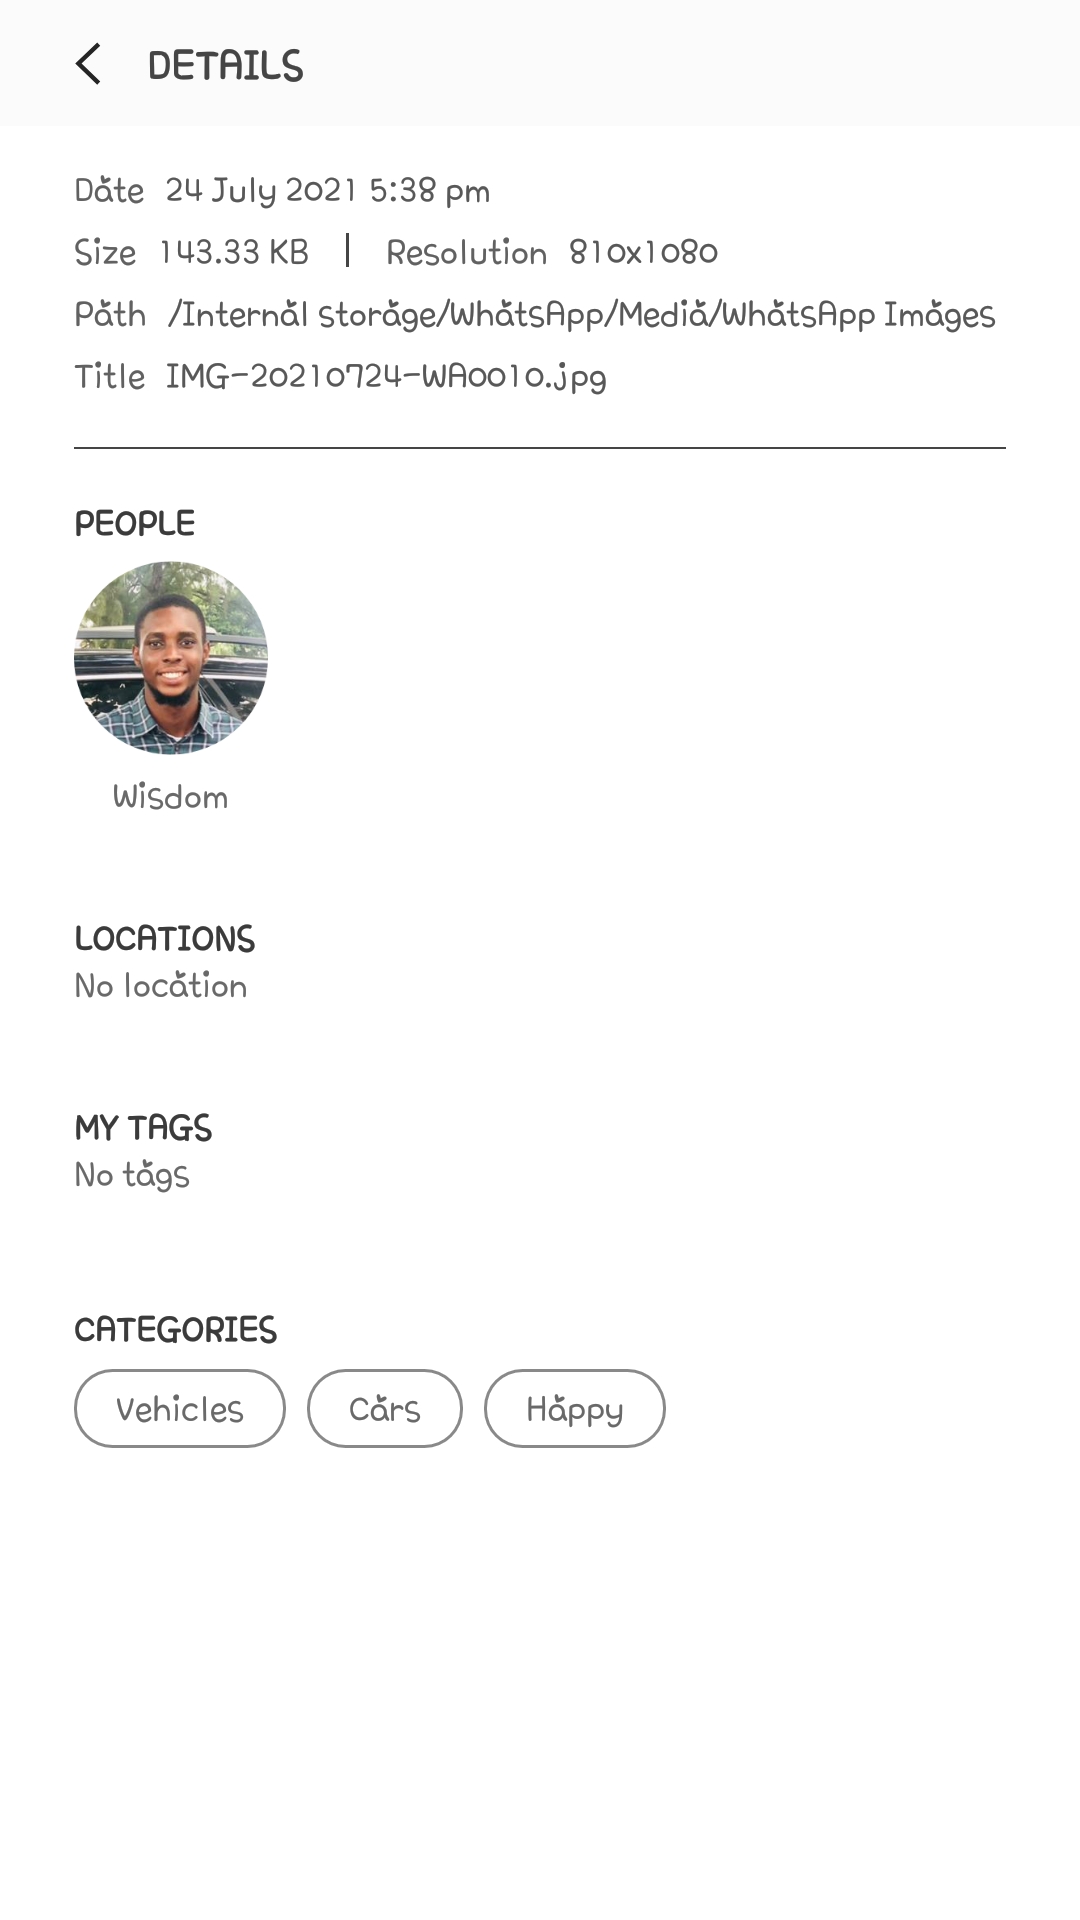 DETAILS
Date 24 July 2021 5:38 pm
Size 143.33 KB | Resolution 810x1080
Path /Internal storage/WhatsApp/Media/WhatsApp Images
Title IMG-20210724-WA0010.jpg
PEOPLE
Wisdom
LOCATIONS
No location
MY TAGS
No tags
CATEGORIES
Vehicles Cars Happy